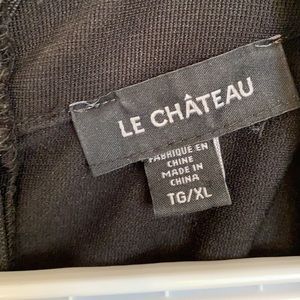 LE CHÂTEAU
FABRIQUÉ EN
CHINE
MADE IN
CHINA
TG/XL